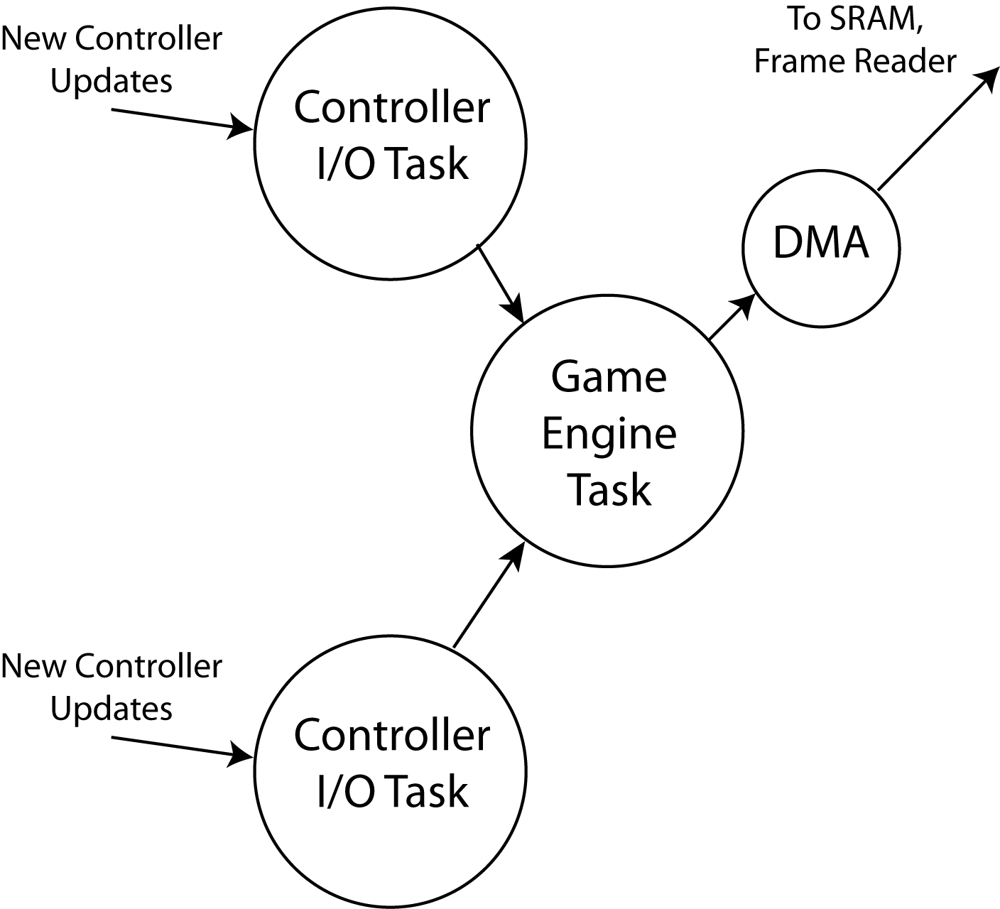 New Controller
Updates
Controller
I/O Task
To SRAM,
Frame Reader
DMA
Game
Engine
Task
New Controller
Updates
Controller
I/O Task